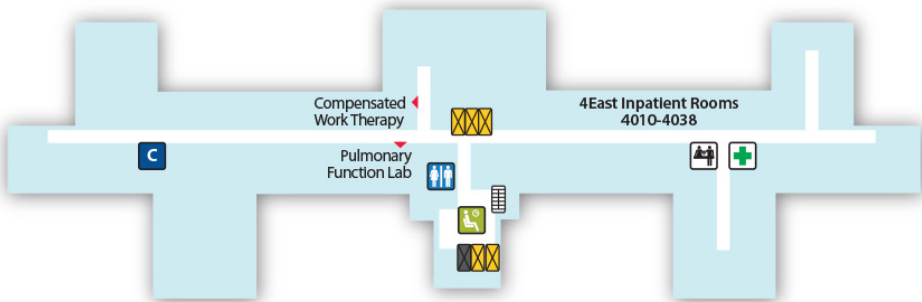 Compensated
Work Therapy
4East Inpatient Rooms
4010-4038
C
Pulmonary
Function Lab